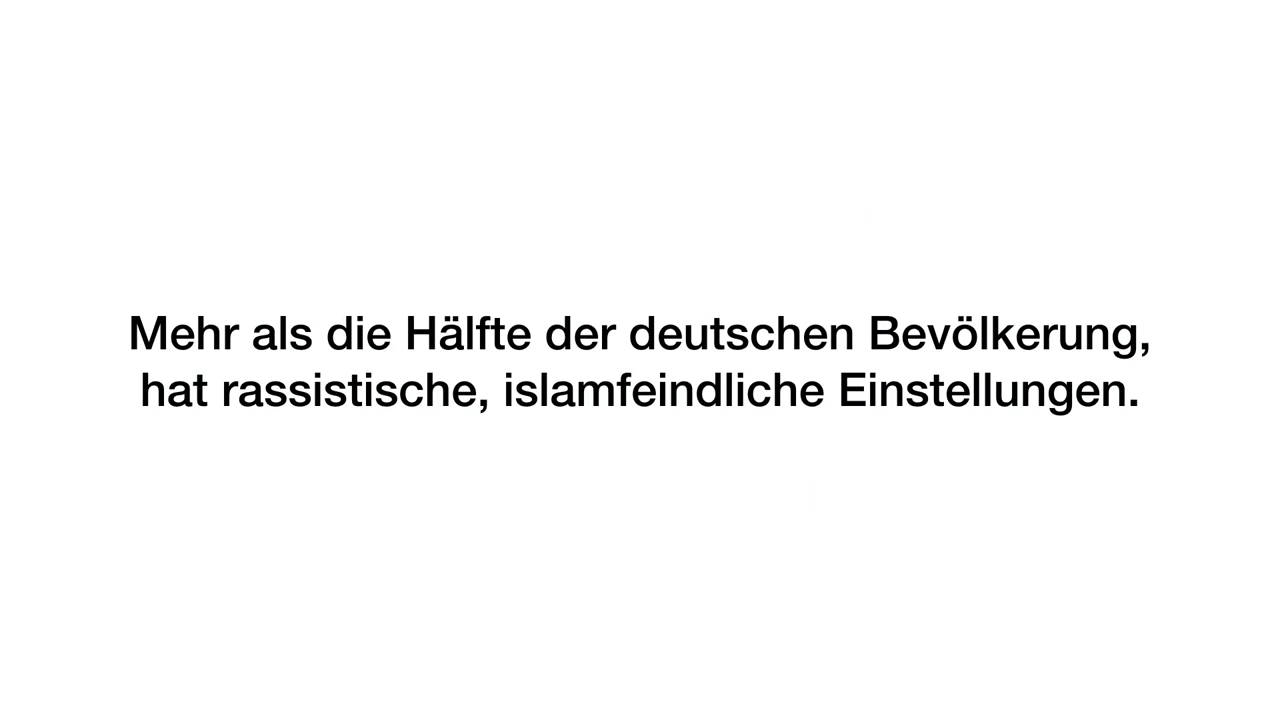 Mehr als die Hälfte der deutschen Bevölkerung,
hat rassistische, islamfeindliche Einstellungen.